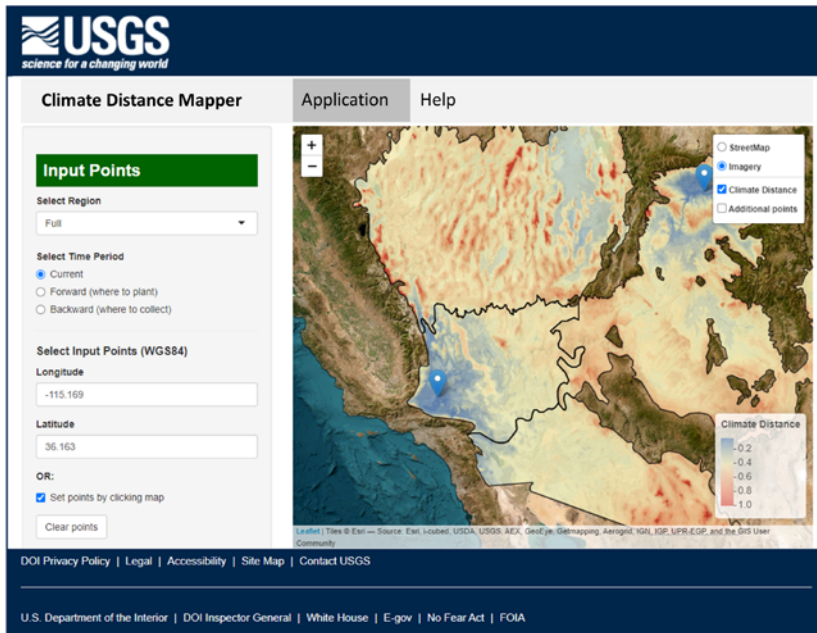 USGS
science for a changing world
Climate Distance Mapper
Application
Help
Input Points
Select Region
Full
Select Time Period
Current
Forward (where to plant)
Backward (where to collect)
Select Input Points (WGS84)
Longitude
-115.169
Latitude
36.163
OR:
Set points by clicking map
Clear points
+
−
StreetMap
Imagery
Climate Distance
Additional points
Climate Distance
0.2
0.4
0.6
0.8
1.0
Leaflet | Tiles © Esri — Source: Esri, i-cubed, USDA, USGS, AEX, GeoEye, Getmapping, Aerogrid, IGN, IGP, UPR-EGP, and the GIS User
Community
DOI Privacy Policy | Legal | Accessibility | Site Map | Contact USGS
U.S. Department of the Interior | DOI Inspector General | White House | E-gov | No Fear Act | FOIA